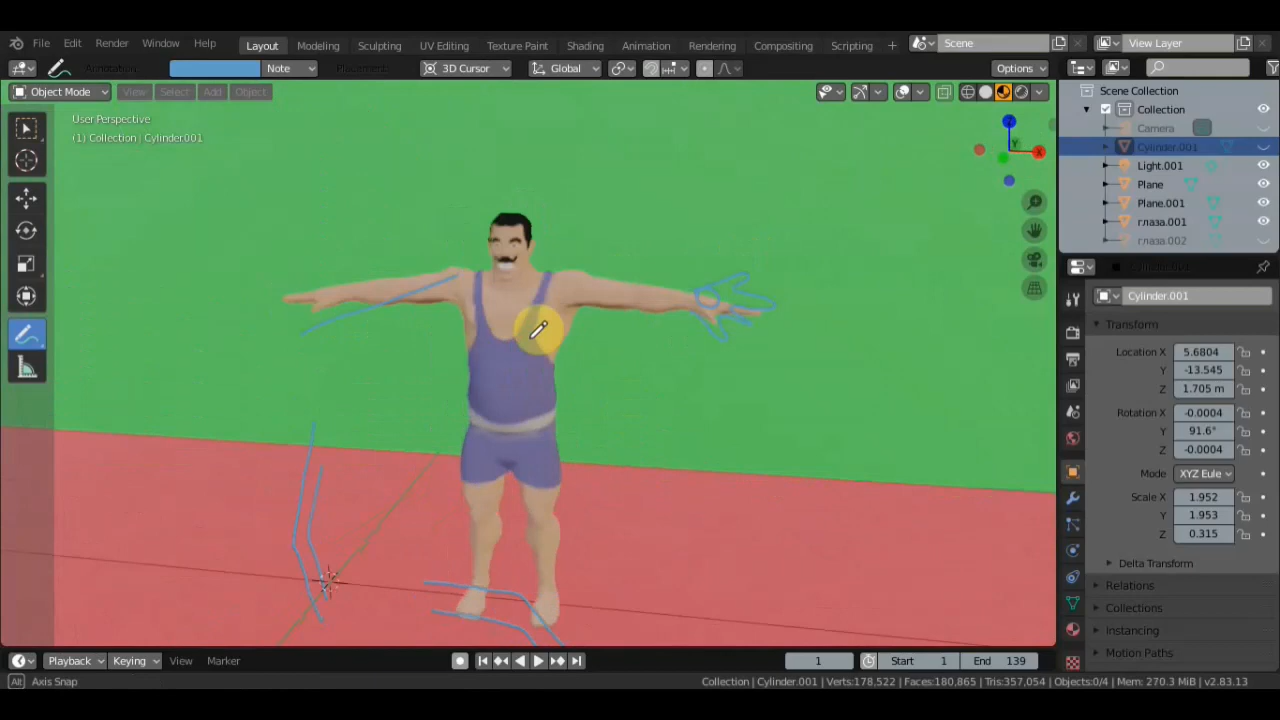 File Edit Render Window Help Layout Modeling Sculpting UV Editing Texture Paint Shading Animation Rendering Compositing Scripting + Scene View Layer
Annotation: Note Placement: 3D Cursor Global Options
Object Mode View Select Add Object
User Perspective
(1) Collection | Cylinder.001
Z
Y
X
Scene Collection
Collection
Camera
Cylinder.001
Light.001
Plane
Plane.001
глаза.001
глаза.002
Cylinder.001
Cylinder.001
Transform
Location X 5.6804
Y -13.545
Z 1.705 m
Rotation X -0.0004
Y 91.6°
Z -0.0004
Mode XYZ Eule
Scale X 1.952
Y 1.953
Z 0.315
Delta Transform
Relations
Collections
Instancing
Motion Paths
Playback Keying View Marker 1 Start 1 End 139
Alt Axis Snap Collection | Cylinder.001 | Verts:178,522 | Faces:180,865 | Tris:357,054 | Objects:0/4 | Mem: 270.3 MiB | v2.83.13